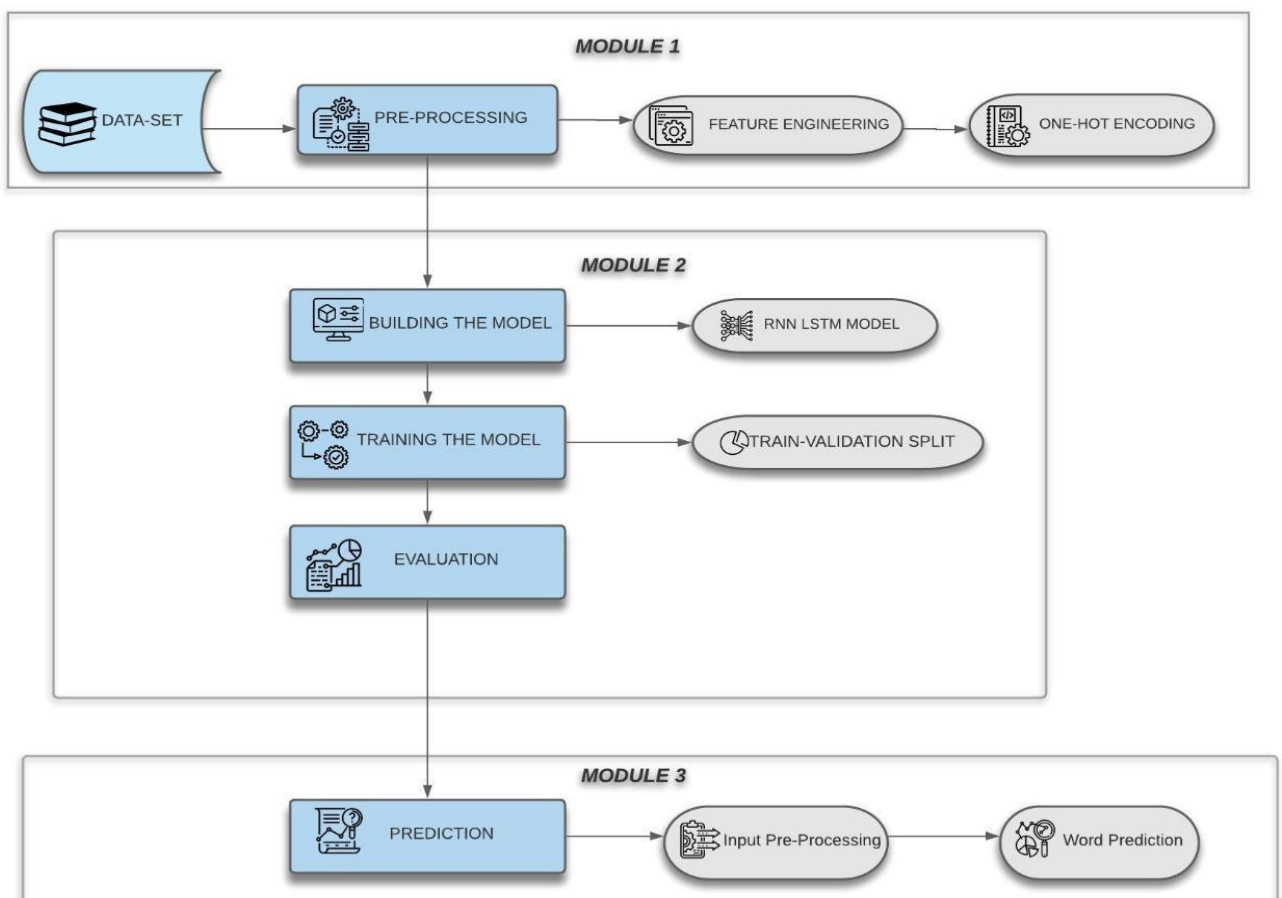 MODULE 1
DATA-SET
PRE-PROCESSING
FEATURE ENGINEERING
ONE-HOT ENCODING
MODULE 2
BUILDING THE MODEL
RNN LSTM MODEL
TRAINING THE MODEL
TRAIN-VALIDATION SPLIT
EVALUATION
MODULE 3
PREDICTION
Input Pre-Processing
Word Prediction